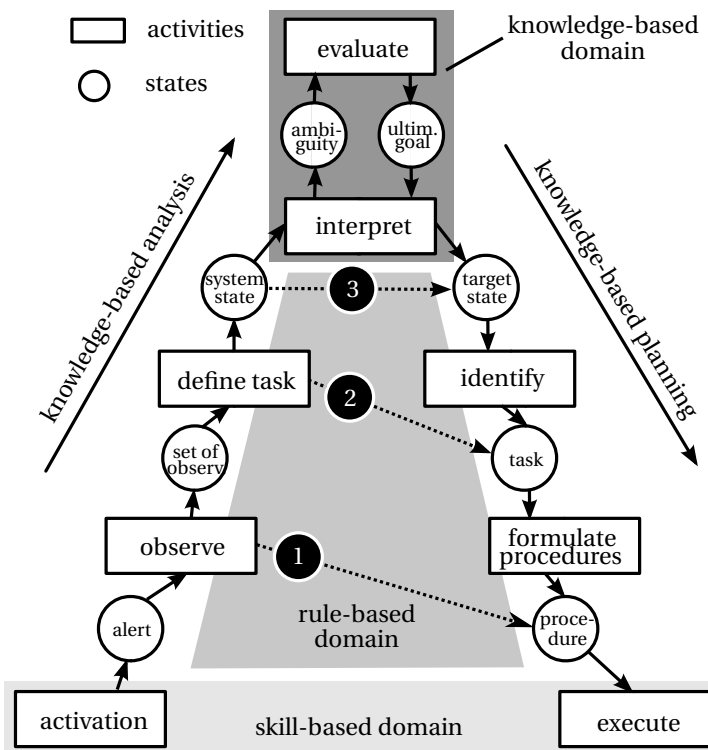 activities
states
evaluate
knowledge-based
domain
ambi-
guity
ultim.
goal
knowledge-based analysis
knowledge-based planning
interpret
system
state
3
target
state
define task
2
identify
set of
observ
task
observe
1
formulate
procedures
alert
rule-based
domain
proce-
dure
activation
skill-based domain
execute